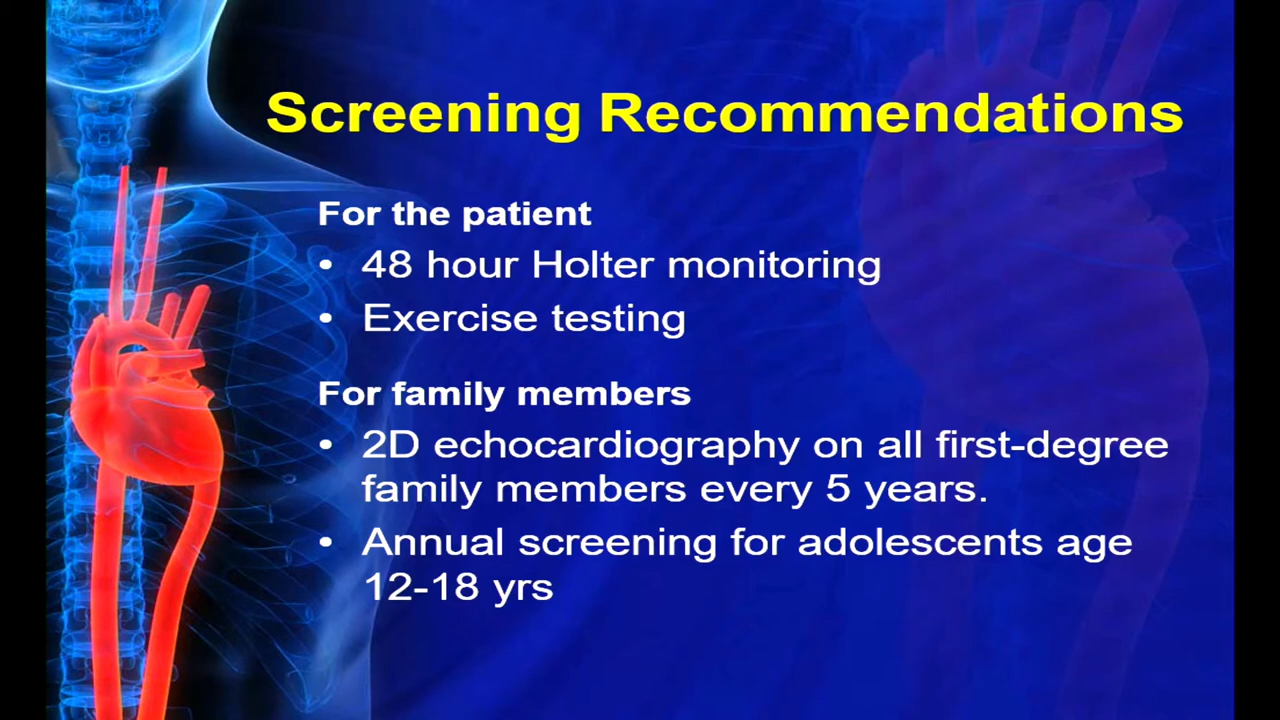 Screening Recommendations
For the patient
• 48 hour Holter monitoring
• Exercise testing
For family members
• 2D echocardiography on all first-degree
family members every 5 years.
• Annual screening for adolescents age
12-18 yrs